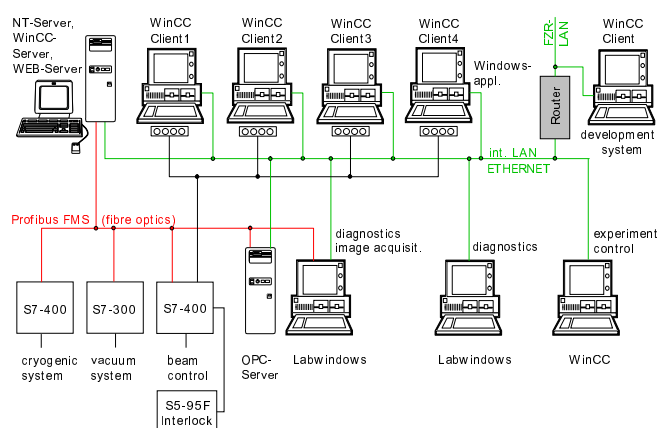 NT-Server,
WinCC-
Server,
WEB-Server
WinCC
Client1
WinCC
Client2
WinCC
Client3
WinCC
Client4
Windows-
appl.
FZR-
LAN
WinCC
Client
Router
development
system
int. LAN
ETHERNET
Profibus FMS (fibre optics)
diagnostics
image acquisit.
diagnostics
experiment
control
S7-400
S7-300
S7-400
cryogenic
system
vacuum
system
beam
control
OPC-
Server
Labwindows
Labwindows
WinCC
S5-95F
Interlock